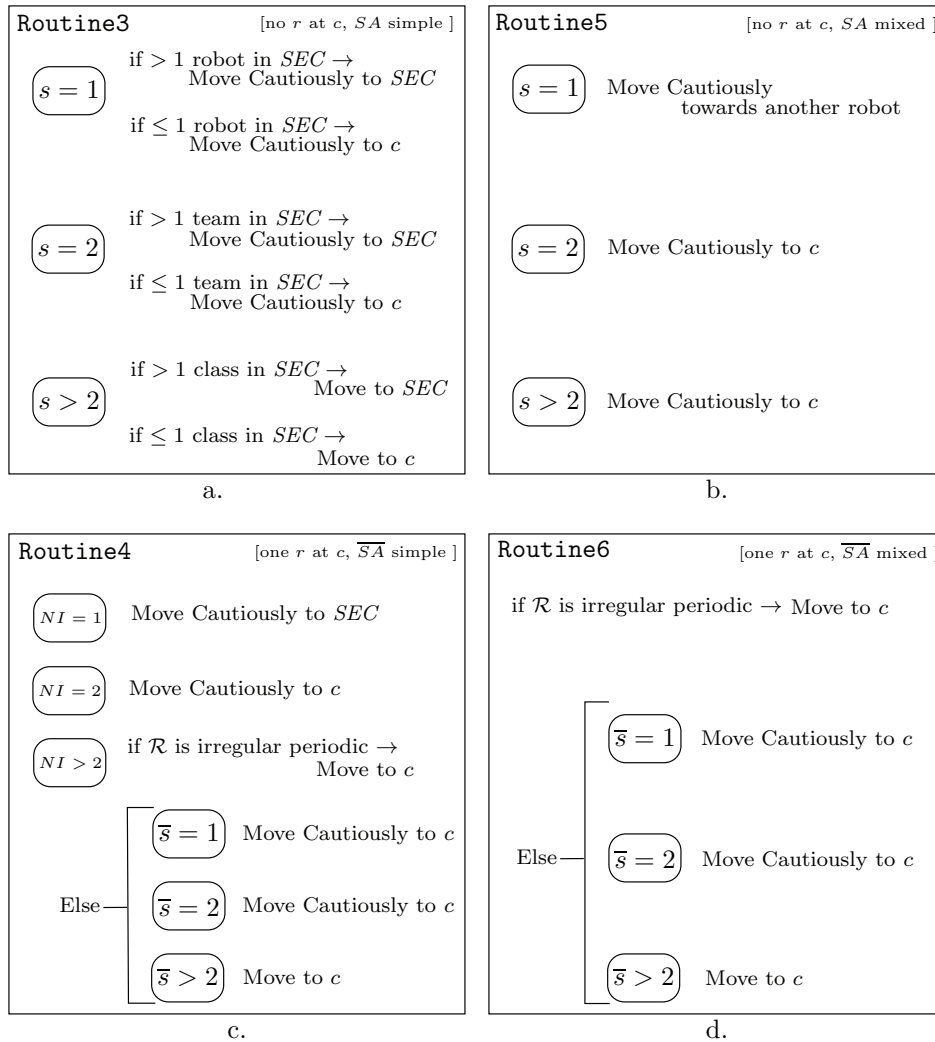 Routine3 [no r at c, SA simple ]
s = 1
if > 1 robot in SEC →
Move Cautiously to SEC
if ≤ 1 robot in SEC →
Move Cautiously to c
s = 2
if > 1 team in SEC →
Move Cautiously to SEC
if ≤ 1 team in SEC →
Move Cautiously to c
s > 2
if > 1 class in SEC →
Move to SEC
if ≤ 1 class in SEC →
Move to c
a.
Routine5 [no r at c, SA mixed ]
s = 1 Move Cautiously
towards another robot
s = 2 Move Cautiously to c
s > 2 Move Cautiously to c
b.
Routine4 [one r at c, S̅A̅ simple ]
NI = 1 Move Cautiously to SEC
NI = 2 Move Cautiously to c
NI > 2 if ℛ is irregular periodic →
Move to c
Else
s̅ = 1 Move Cautiously to c
s̅ = 2 Move Cautiously to c
s̅ > 2 Move to c
c.
Routine6 [one r at c, S̅A̅ mixed ]
if ℛ is irregular periodic → Move to c
Else
s̅ = 1 Move Cautiously to c
s̅ = 2 Move Cautiously to c
s̅ > 2 Move to c
d.